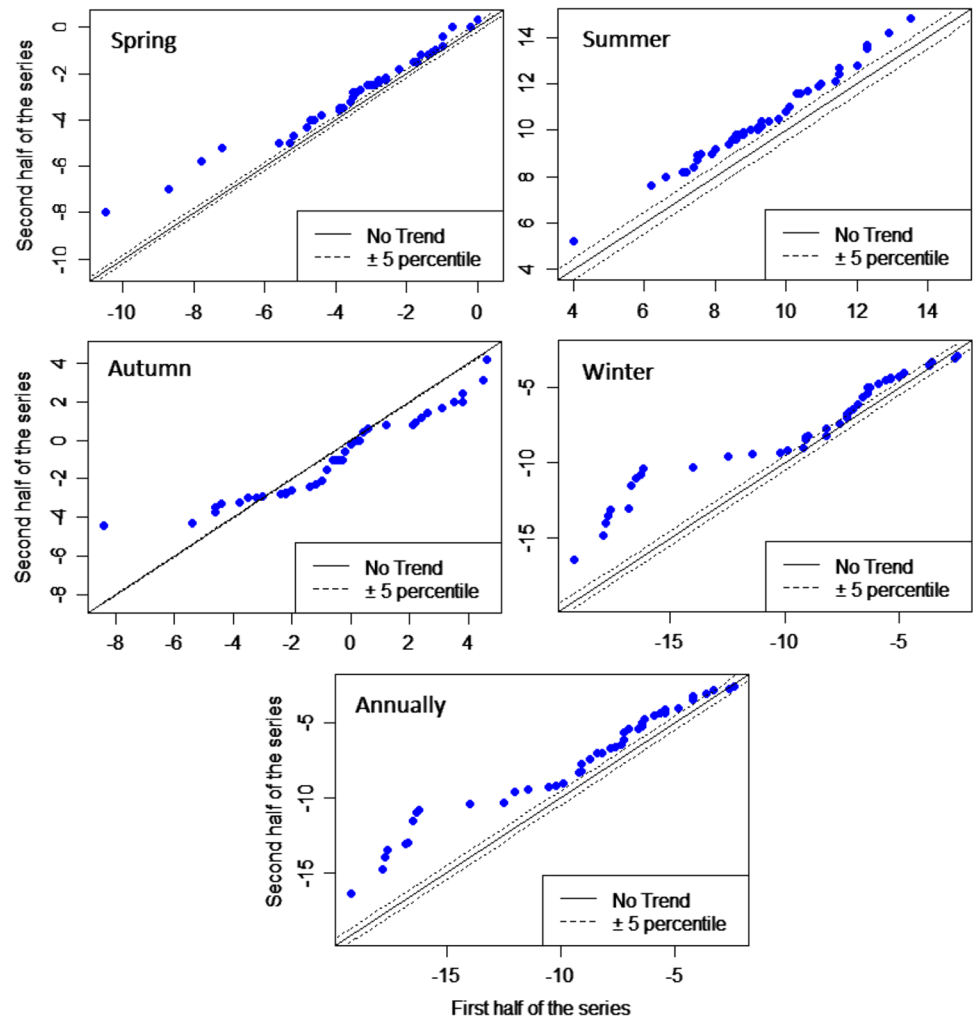 Spring
Second half of the series
0
-2
-4
-6
-8
-10
-10 -8 -6 -4 -2 0
No Trend
± 5 percentile
Summer
14
12
10
8
6
4
4 6 8 10 12 14
No Trend
± 5 percentile
Autumn
Second half of the series
4
2
0
-2
-4
-6
-8
-8 -6 -4 -2 0 2 4
No Trend
± 5 percentile
Winter
-5
-10
-15
-15 -10 -5
No Trend
± 5 percentile
Annually
Second half of the series
-5
-10
-15
-15 -10 -5
No Trend
± 5 percentile
First half of the series